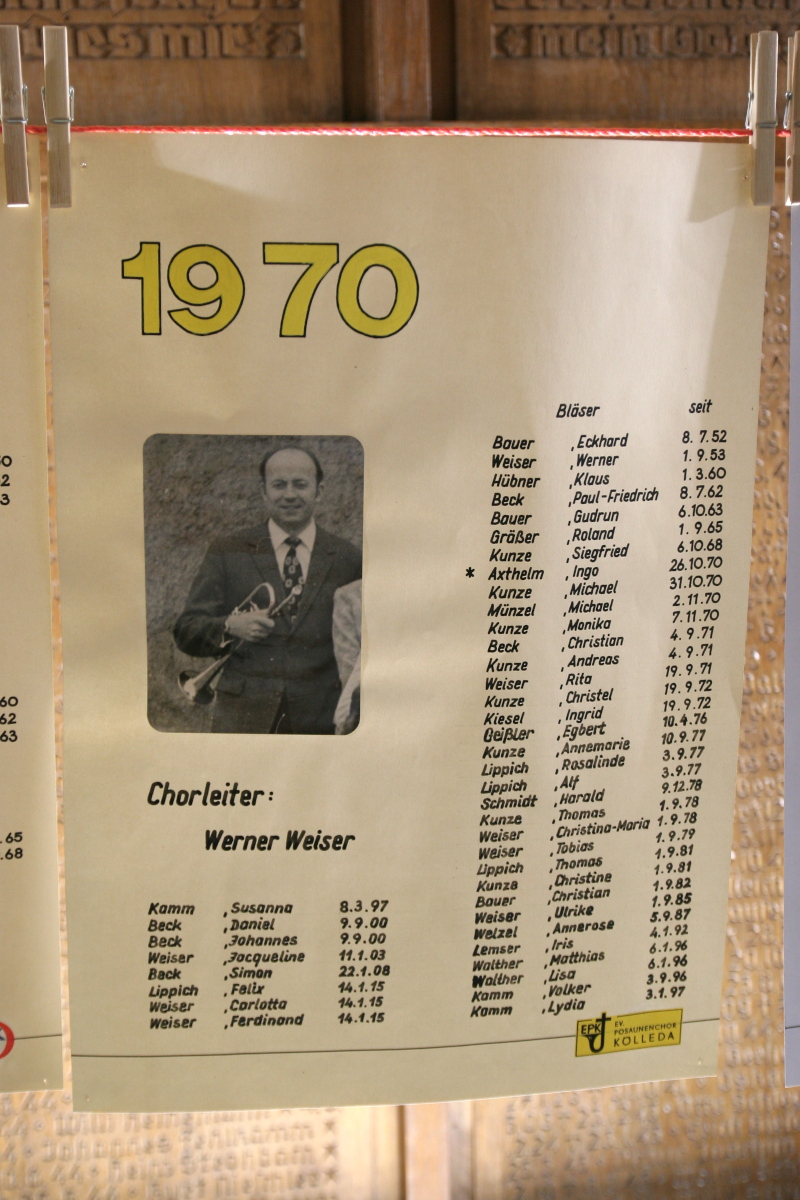 1970
Bläser seit
Bauer , Eckhard 8. 7. 52
Weiser , Werner 1. 9. 53
Hübner , Klaus 1. 3. 60
Beck , Paul-Friedrich 8. 7. 62
Bauer , Gudrun 6. 10. 63
Größer , Roland 1. 9. 65
Kunze , Siegfried 6. 10. 68
* Axthelm , Ingo 26. 10. 70
Kunze , Michael 31. 10. 70
Münzel , Michael 2. 11. 70
Kunze , Monika 7. 11. 70
Beck , Christian 4. 9. 71
Kunze , Andreas 4. 9. 71
Weiser , Rita 19. 9. 71
Kunze , Christel 19. 9. 72
Kiesel , Ingrid 19. 9. 72
Geißler , Egbert 10. 4. 76
Kunze , Annemarie 10. 9. 77
Lippich , Rosalinde 3. 9. 77
Lippich , Alf 3. 9. 77
Schmidt , Harald 9. 12. 78
Kunze , Thomas 1. 9. 78
Weiser , Christina-Maria 1. 9. 78
Weiser , Tobias 1. 9. 79
Lippich , Thomas 1. 9. 81
Kunze , Christine 1. 9. 81
Bauer , Christian 1. 9. 82
Weiser , Ulrike 1. 9. 85
Welzel , Annerose 5. 9. 87
Lemser , Iris 4. 1. 92
Walther , Matthias 6. 1. 96
Walther , Lisa 6. 1. 96
Kamm , Volker 3. 9. 96
Kamm , Lydia 3. 1. 97
Chorleiter:
Werner Weiser
Kamm , Susanna 8. 3. 97
Beck , Daniel 9. 9. 00
Beck , Johannes 9. 9. 00
Weiser , Jacqueline 11. 1. 03
Beck , Simon 22. 1. 08
Lippich , Felix 14. 1. 15
Weiser , Carlotta 14. 1. 15
Weiser , Ferdinand 14. 1. 15
EPK
EV.
POSAUNENCHOR
KÖLLEDA